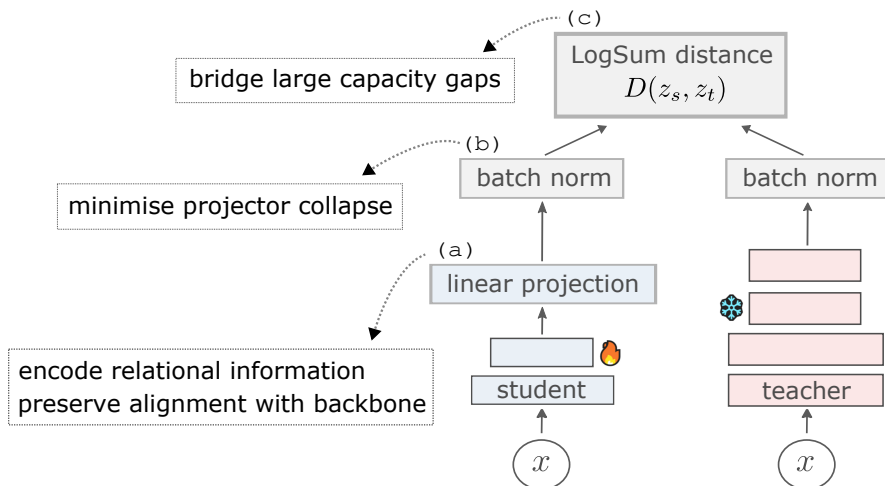 (c)
LogSum distance
D(z_s, z_t)
bridge large capacity gaps
(b)
batch norm
batch norm
minimise projector collapse
(a)
linear projection
encode relational information
preserve alignment with backbone
student
teacher
x
x